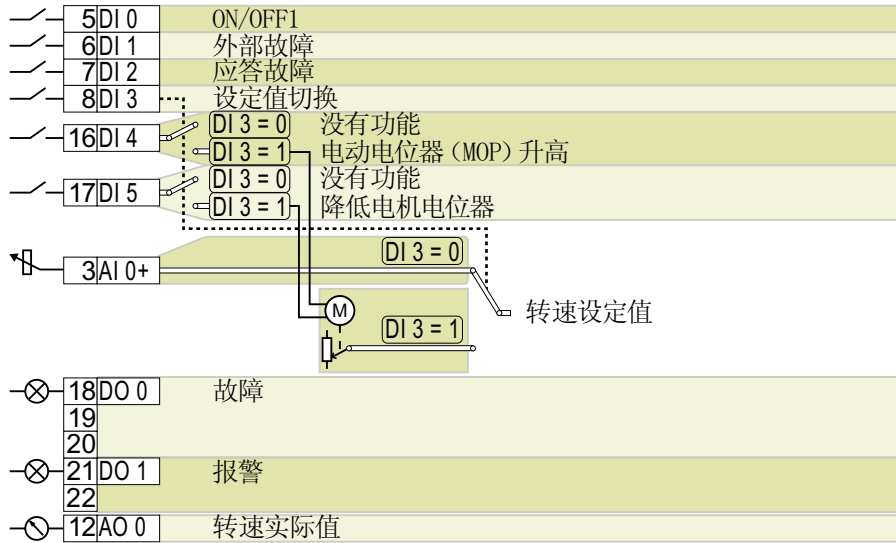 5 DI 0 ON/OFF1
6 DI 1 外部故障
7 DI 2 应答故障
8 DI 3 设定值切换
16 DI 4 DI 3 = 0 没有功能
DI 3 = 1 电动电位器（MOP）升高
17 DI 5 DI 3 = 0 没有功能
DI 3 = 1 降低电机电位器
3 AI 0+ DI 3 = 0
转速设定值
M
DI 3 = 1
18 DO 0 故障
19
20
21 DO 1 报警
22
12 AO 0 转速实际值